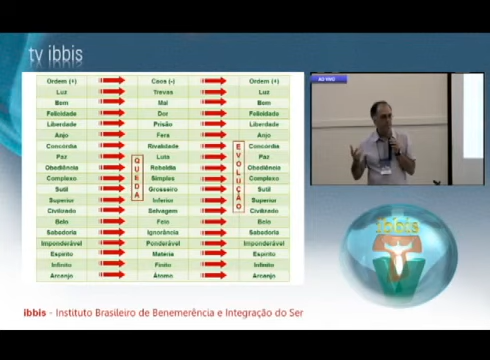 tv ibbis
AO VIVO
Ordem (+) Caos (-) Ordem (+)
Luz Trevas Luz
Bem Mal Bem
Felicidade Dor Felicidade
Liberdade Prisão Liberdade
Anjo Fera Anjo
Concórdia Rivalidade Concórdia
Paz Luta Paz
Obediência Rebeldia Obediência
Complexo Simples Complexo
Sutil Grosseiro Sutil
Superior Inferior Superior
Civilizado Selvagem Civilizado
Belo Feio Belo
Sabedoria Ignorância Sabedoria
Imponderável Ponderável Imponderável
Espírito Matéria Espírito
Infinito Finito Infinito
Arcanjo Átomo Arcanjo
QUEDA
EVOLUÇÃO
ibbis
ibbis - Instituto Brasileiro de Benemerência e Integração do Ser